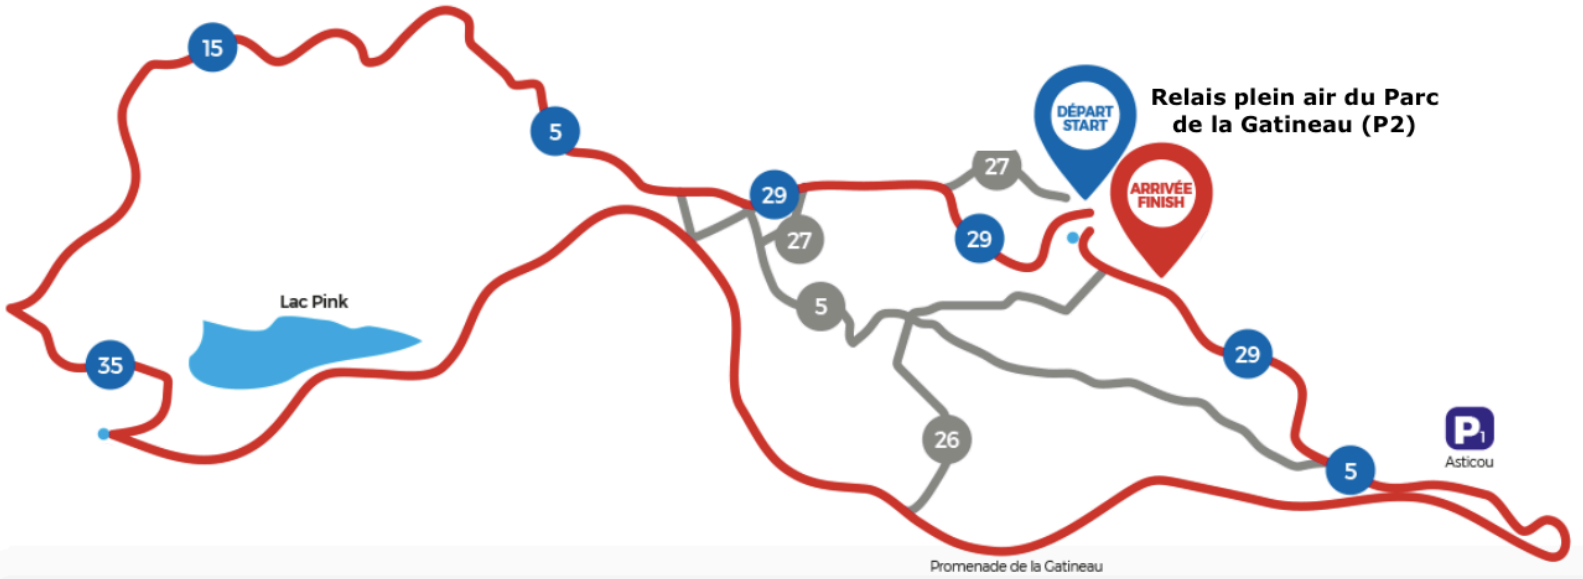 15
5
DÉPART
START
Relais plein air du Parc
de la Gatineau (P2)
27
29
ARRIVÉE
FINISH
27
29
Lac Pink
5
29
35
26
P1
Asticou
5
Promenade de la Gatineau